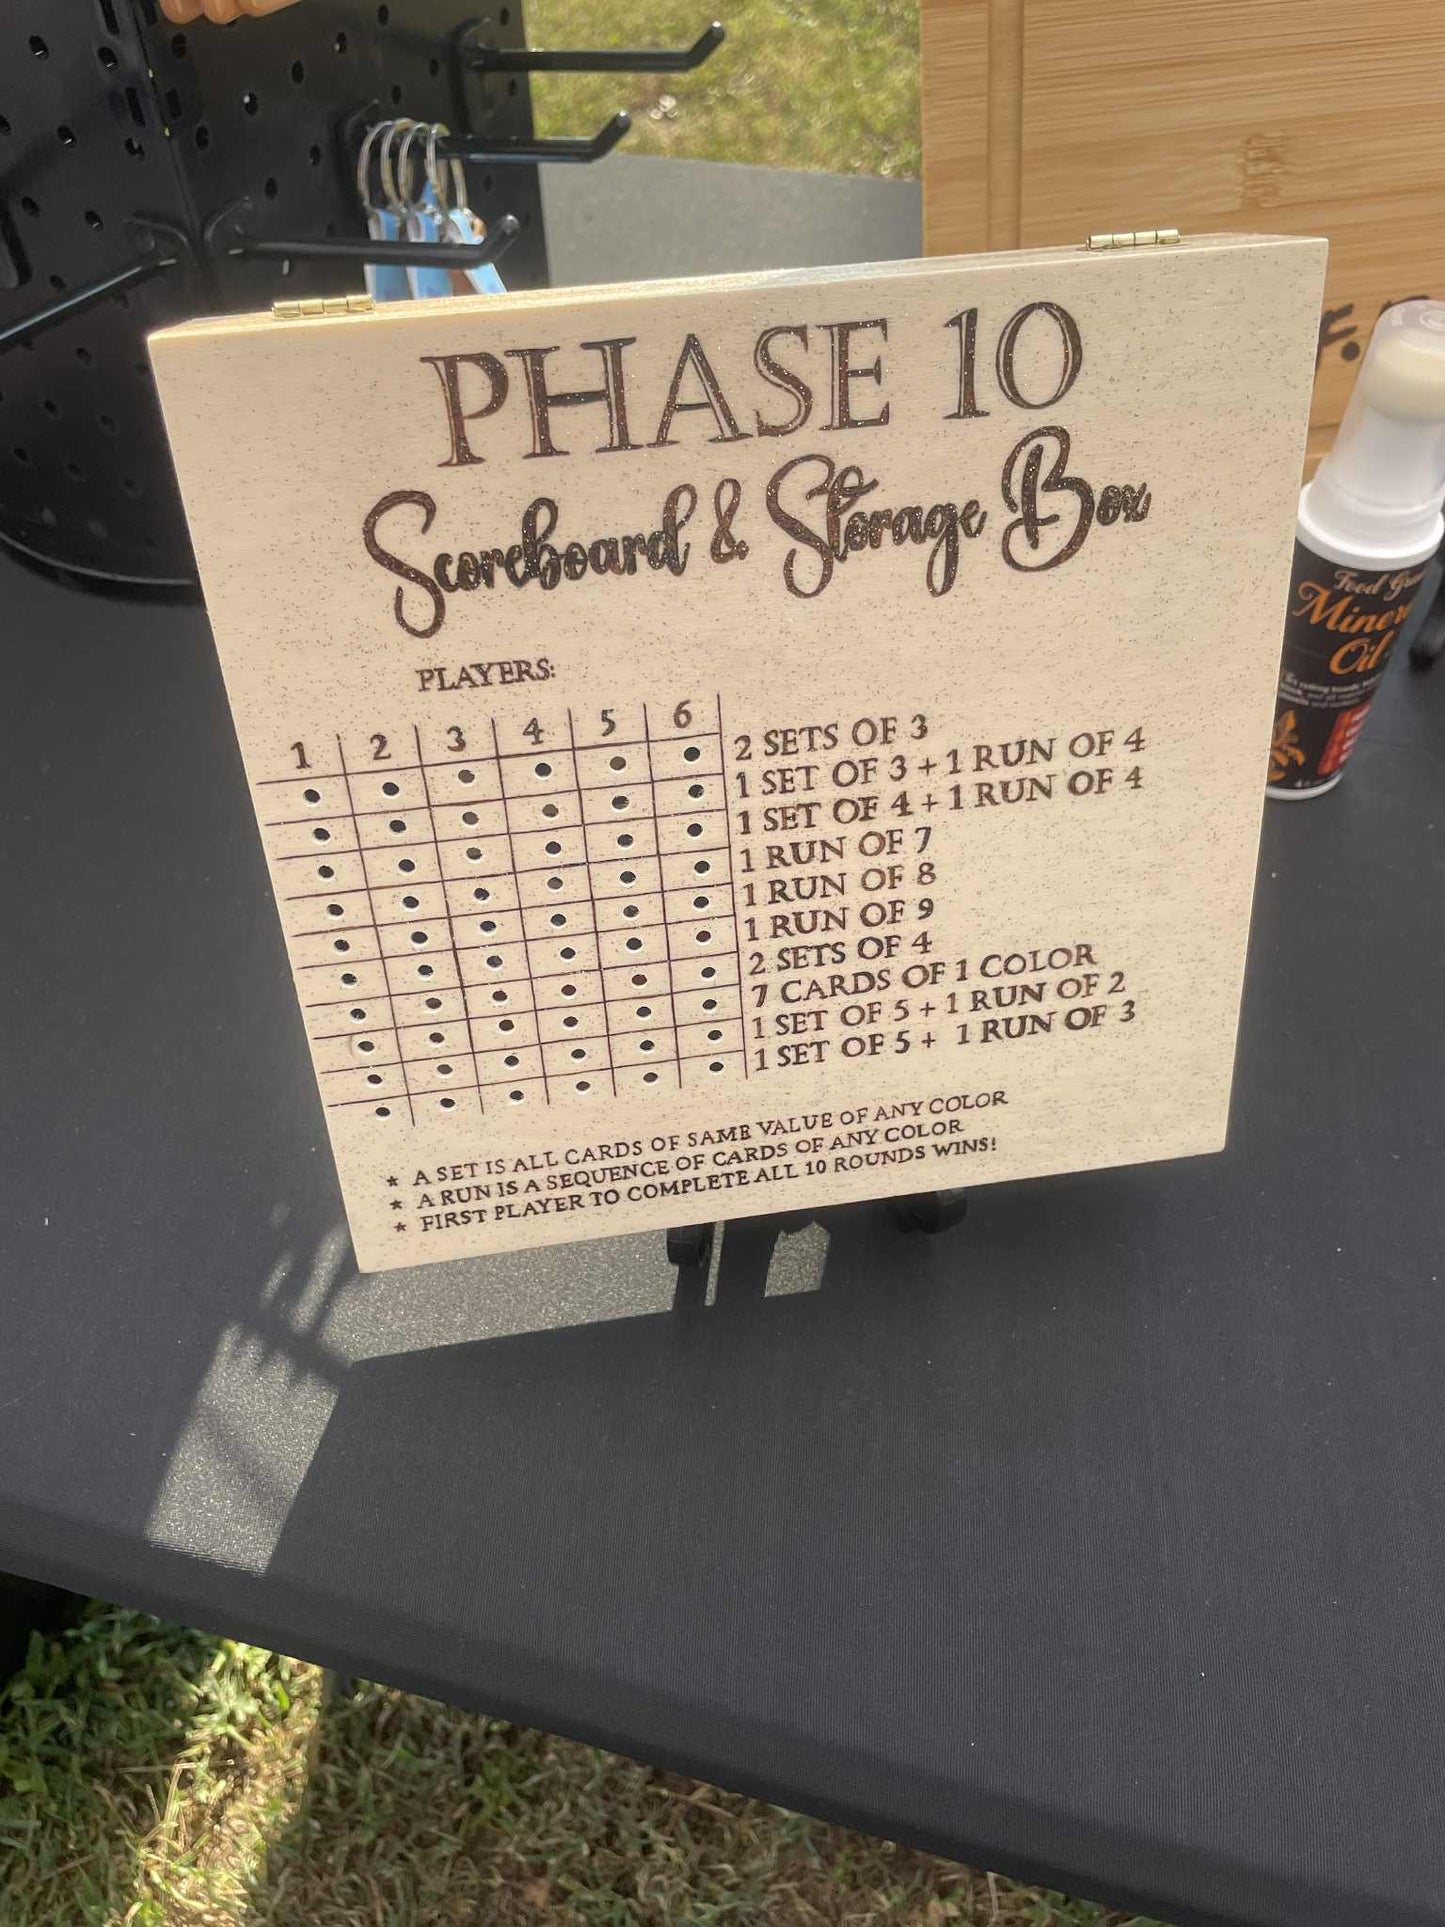 PHASE 10
Scoreboard & Storage Box
PLAYERS:
1 2 3 4 5 6
2 SETS OF 3
1 SET OF 3 + 1 RUN OF 4
1 SET OF 4 + 1 RUN OF 4
1 RUN OF 7
1 RUN OF 8
1 RUN OF 9
2 SETS OF 4
7 CARDS OF 1 COLOR
1 SET OF 5 + 1 RUN OF 2
1 SET OF 5 + 1 RUN OF 3
* A SET IS ALL CARDS OF SAME VALUE OF ANY COLOR
* A RUN IS A SEQUENCE OF CARDS OF ANY COLOR
* FIRST PLAYER TO COMPLETE ALL 10 ROUNDS WINS!
Food
Oil